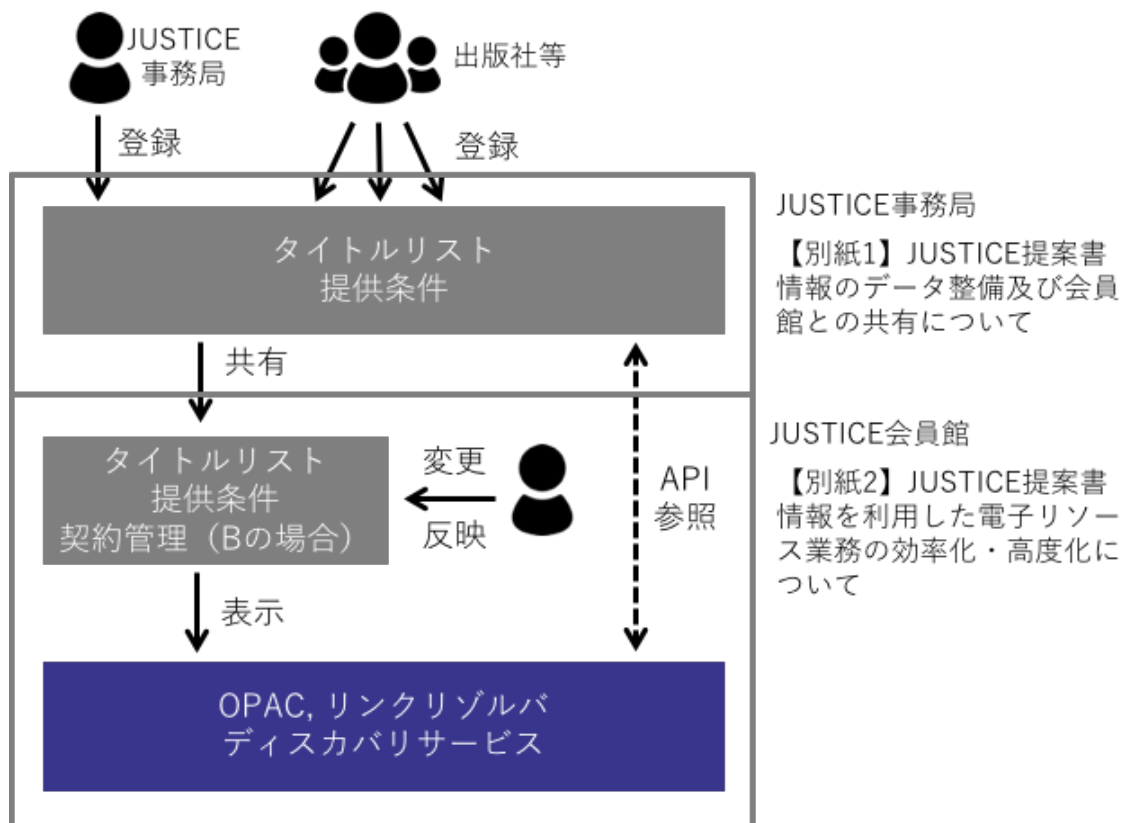 JUSTICE
事務局
出版社等
登録
登録
タイトルリスト
提供条件
JUSTICE事務局
【別紙1】JUSTICE提案書
情報のデータ整備及び会員
館との共有について
共有
タイトルリスト
提供条件
契約管理（Bの場合）
変更
反映
API
参照
JUSTICE会員館
【別紙2】JUSTICE提案書
情報を利用した電子リソー
ス業務の効率化・高度化に
ついて
表示
OPAC, リンクリゾルバ
ディスカバリサービス